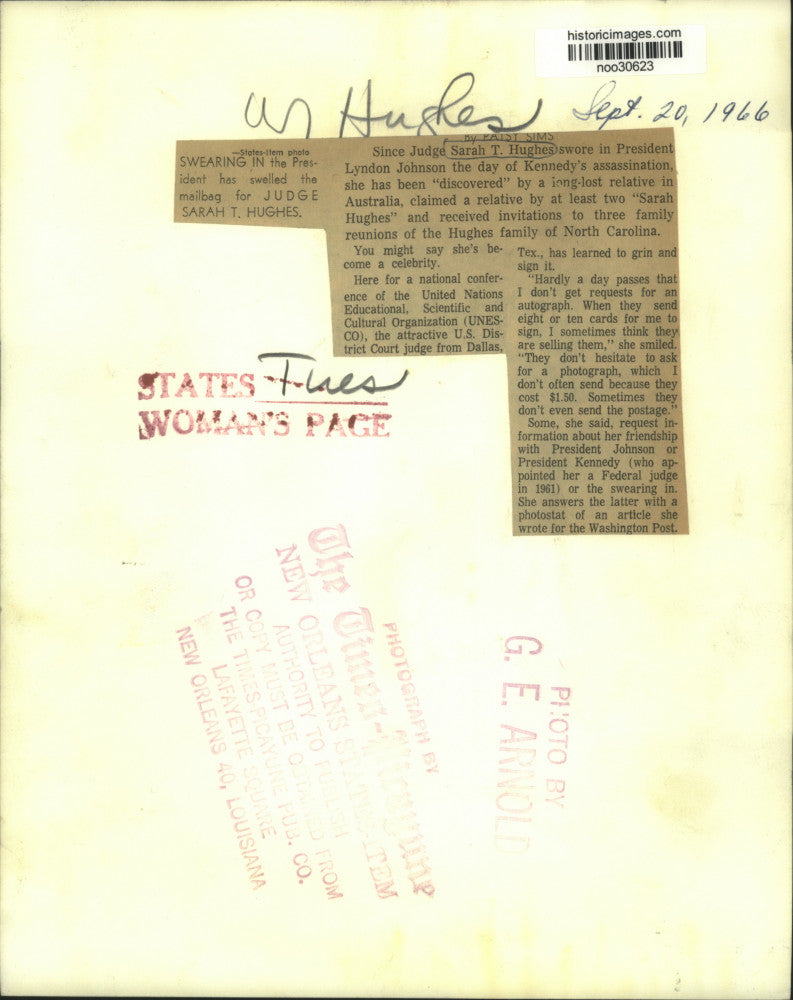 historicimages.com
noo30623
Hughes
Sept. 20, 1966
—States-Item photo
SWEARING IN the Pres-
ident has swelled the
mailbag for JUDGE
SARAH T. HUGHES.
By PATSY SIMS
Since Judge Sarah T. Hughes swore in President
Lyndon Johnson the day of Kennedy's assassination,
she has been "discovered" by a long-lost relative in
Australia, claimed a relative by at least two "Sarah
Hughes" and received invitations to three family
reunions of the Hughes family of North Carolina.
You might say she's be-
come a celebrity.
Here for a national confer-
ence of the United Nations
Educational, Scientific and
Cultural Organization (UNES-
CO), the attractive U.S. Dis-
trict Court judge from Dallas,
Tex., has learned to grin and
sign it.
"Hardly a day passes that
I don't get requests for an
autograph. When they send
eight or ten cards for me to
sign, I sometimes think they
are selling them," she smiled.
"They don't hesitate to ask
for a photograph, which I
don't often send because they
cost $1.50. Sometimes they
don't even send the postage."
Some, she said, request in-
formation about her friendship
with President Johnson or
President Kennedy (who ap-
pointed her a Federal judge
in 1961) or the swearing in.
She answers the latter with a
photostat of an article she
wrote for the Washington Post.
STATES Tues
WOMAN'S PAGE
PHOTOGRAPH BY
The Times-Picayune
NEW ORLEANS STATES-ITEM
AUTHORITY TO PUBLISH
OR COPY MUST BE OBTAINED FROM
THE TIMES-PICAYUNE PUB. CO.
LAFAYETTE SQUARE
NEW ORLEANS 40, LOUISIANA
PHOTO BY
G. E. ARNOLD